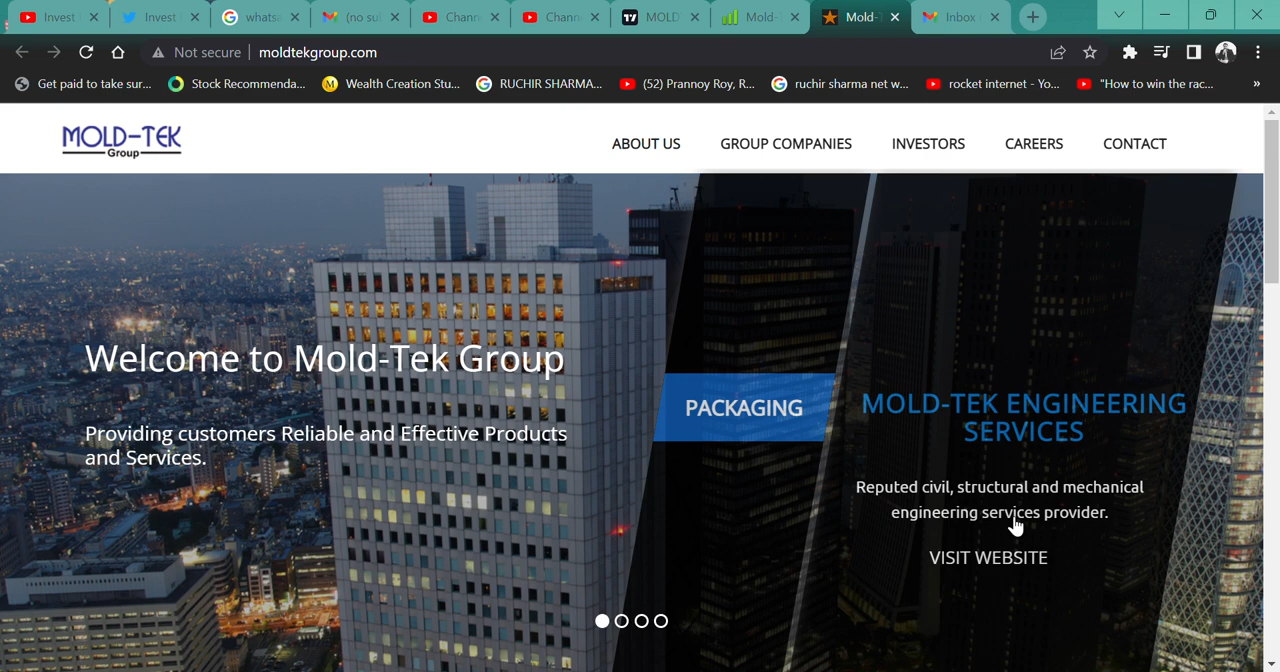 Invest
Invest
whatsa
(no su
Chann
Chann
MOLD
Mold-
Mold-
Inbox
Not secure
moldtekgroup.com
Get paid to take sur...
Stock Recommenda...
Wealth Creation Stu...
RUCHIR SHARMA...
(52) Prannoy Roy, R...
ruchir sharma net w...
rocket internet - Yo...
"How to win the rac...
»
MOLD-TEK
Group
ABOUT US
GROUP COMPANIES
INVESTORS
CAREERS
CONTACT
Welcome to Mold-Tek Group
Providing customers Reliable and Effective Products
and Services.
PACKAGING
MOLD-TEK ENGINEERING
SERVICES
Reputed civil, structural and mechanical
engineering services provider.
VISIT WEBSITE